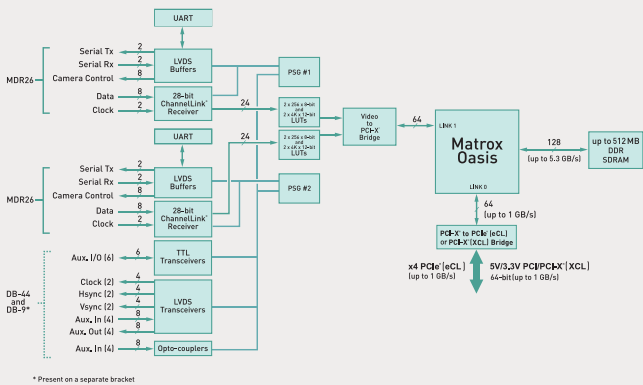 UART
Serial Tx 2
Serial Rx 2
Camera Control 8
LVDS
Buffers
PSG #1
MDR26
Data 8
Clock 2
28-bit
ChannelLink®
Receiver
24
2 x 256 x 8-bit
and
2 x 4K x 12-bit
LUTs
Video
to
PCI-X®
Bridge
64
LINK 1
Matrox
Oasis
LINK 0
128
(up to 5.3 GB/s)
up to 512MB
DDR
SDRAM
UART
24
2 x 256 x 8-bit
and
2 x 4K x 12-bit
LUTs
Serial Tx 2
Serial Rx 2
Camera Control 8
LVDS
Buffers
PSG #2
MDR26
Data 8
Clock 2
28-bit
ChannelLink®
Receiver
64
(up to 1 GB/s)
PCI-X® to PCIe® (eCL)
or PCI-X® (XCL) Bridge
Aux. I/O (6) 6
TTL
Transceivers
x4 PCIe® (eCL)
(up to 1 GB/s)
5V/3.3V PCI/PCI-X® (XCL)
64-bit (up to 1 GB/s)
DB-44
and
DB-9*
Clock (2) 4
Hsync (2) 4
Vsync (2) 4
Aux. In (4) 8
Aux. Out (4) 8
LVDS
Transceivers
Aux. In (4) 8
Opto-couplers
* Present on a separate bracket